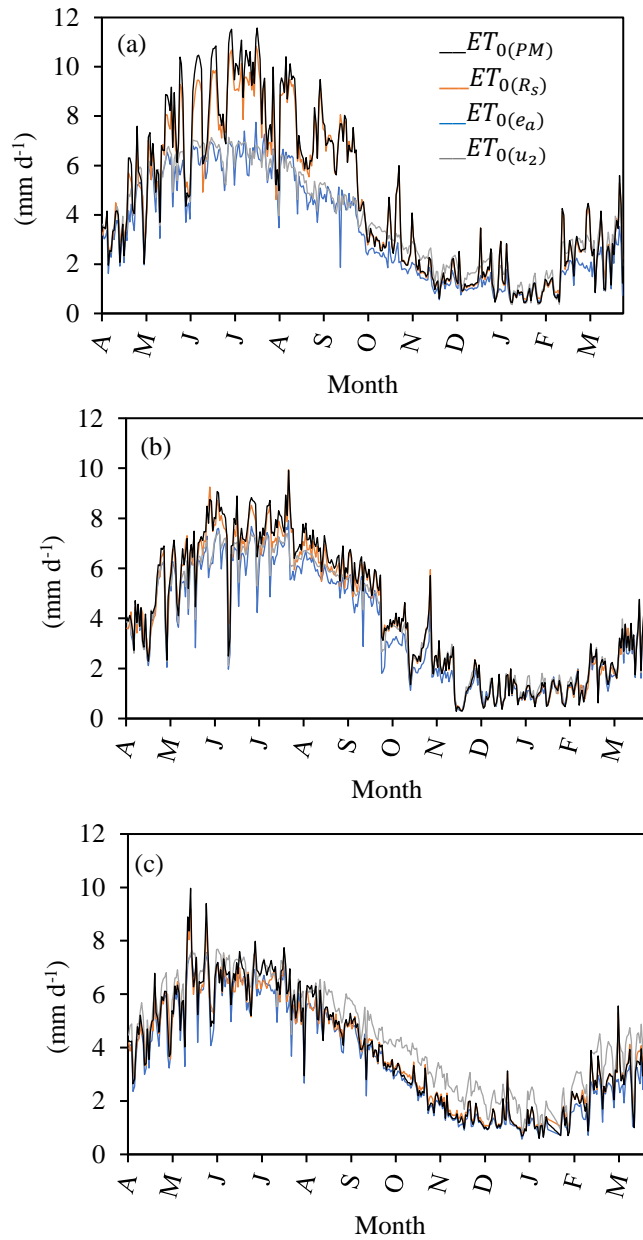 (a)
ET₀(PM)
ET₀(Rₛ)
ET₀(eₐ)
ET₀(u₂)
12
10
8
6
4
2
0
(mm d⁻¹)
A M J J A S O N D J F M
Month
(b)
12
10
8
6
4
2
0
(mm d⁻¹)
A M J J A S O N D J F M
Month
(c)
12
10
8
6
4
2
0
(mm d⁻¹)
A M J J A S O N D J F M
Month